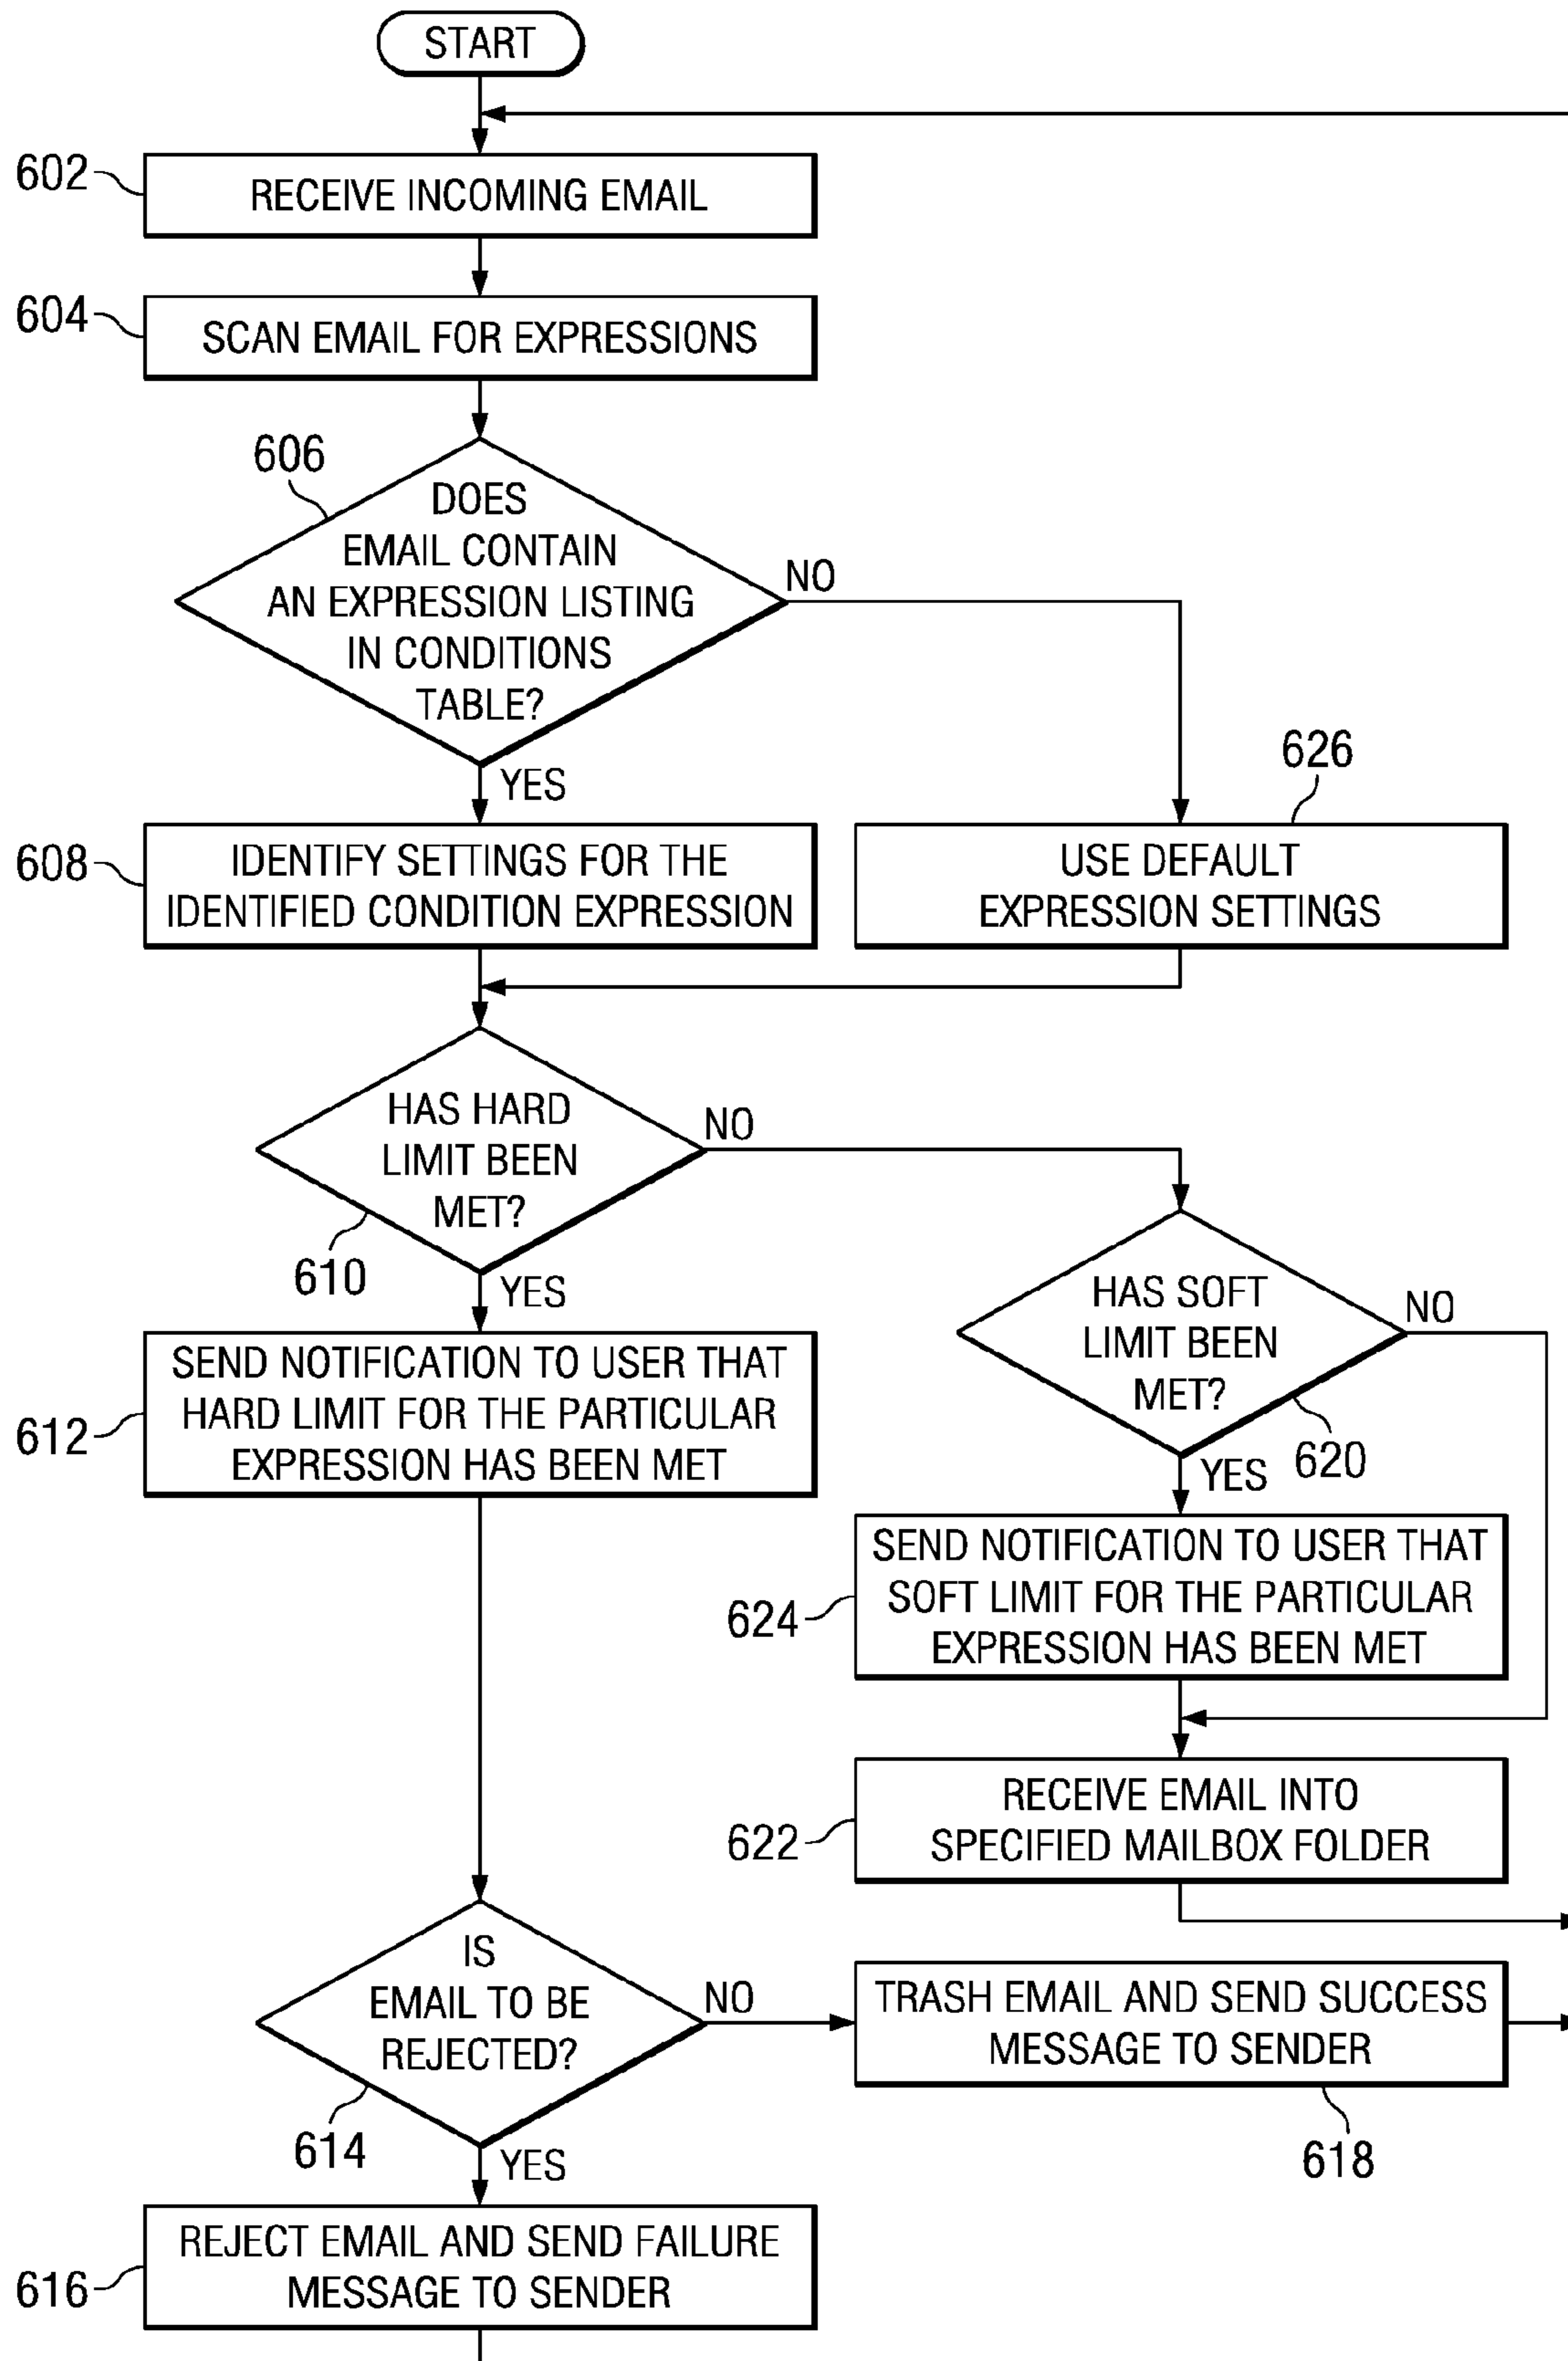 START
602
RECEIVE INCOMING EMAIL
604
SCAN EMAIL FOR EXPRESSIONS
606
DOES
EMAIL CONTAIN
AN EXPRESSION LISTING
IN CONDITIONS
TABLE?
NO
YES
626
608
IDENTIFY SETTINGS FOR THE
IDENTIFIED CONDITION EXPRESSION
USE DEFAULT
EXPRESSION SETTINGS
HAS HARD
LIMIT BEEN
MET?
NO
610
YES
HAS SOFT
LIMIT BEEN
MET?
NO
620
YES
612
SEND NOTIFICATION TO USER THAT
HARD LIMIT FOR THE PARTICULAR
EXPRESSION HAS BEEN MET
624
SEND NOTIFICATION TO USER THAT
SOFT LIMIT FOR THE PARTICULAR
EXPRESSION HAS BEEN MET
622
RECEIVE EMAIL INTO
SPECIFIED MAILBOX FOLDER
IS
EMAIL TO BE
REJECTED?
NO
614
YES
TRASH EMAIL AND SEND SUCCESS
MESSAGE TO SENDER
618
616
REJECT EMAIL AND SEND FAILURE
MESSAGE TO SENDER